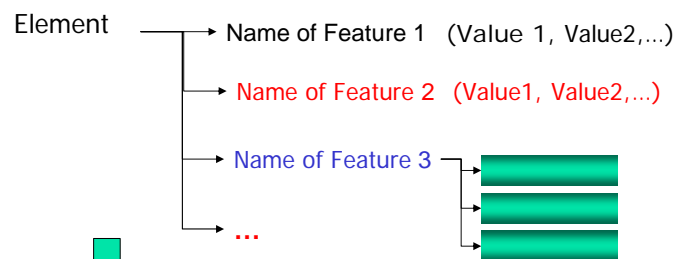 Element
Name of Feature 1 (Value 1, Value2,...)
Name of Feature 2 (Value1, Value2,...)
Name of Feature 3
...